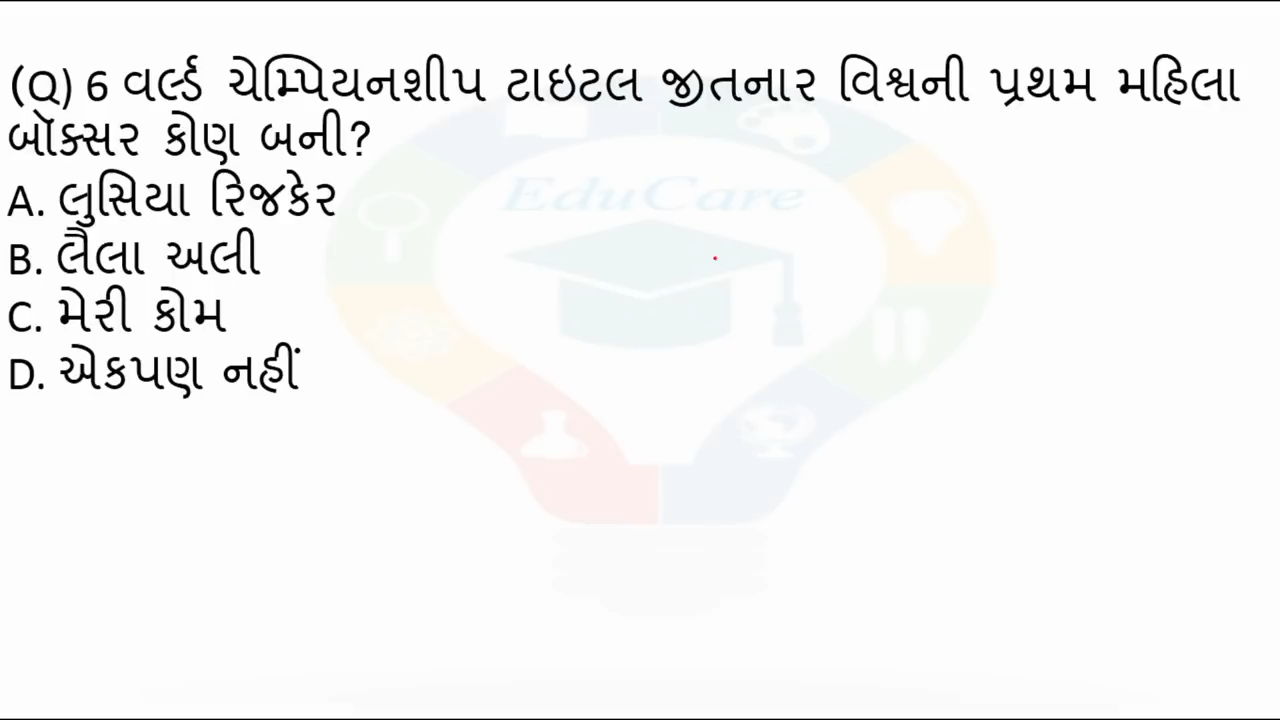 (Q) 6 વર્લ્ડ ચેમ્પિયનશીપ ટાઇટલ જીતનાર વિશ્વની પ્રથમ મહિલા
બૉક્સર કોણ બની?
A. લુસિયા રિજકેર
B. લૈલા અલી
C. મેરી કોમ
D. એકપણ નહીં
EduCare